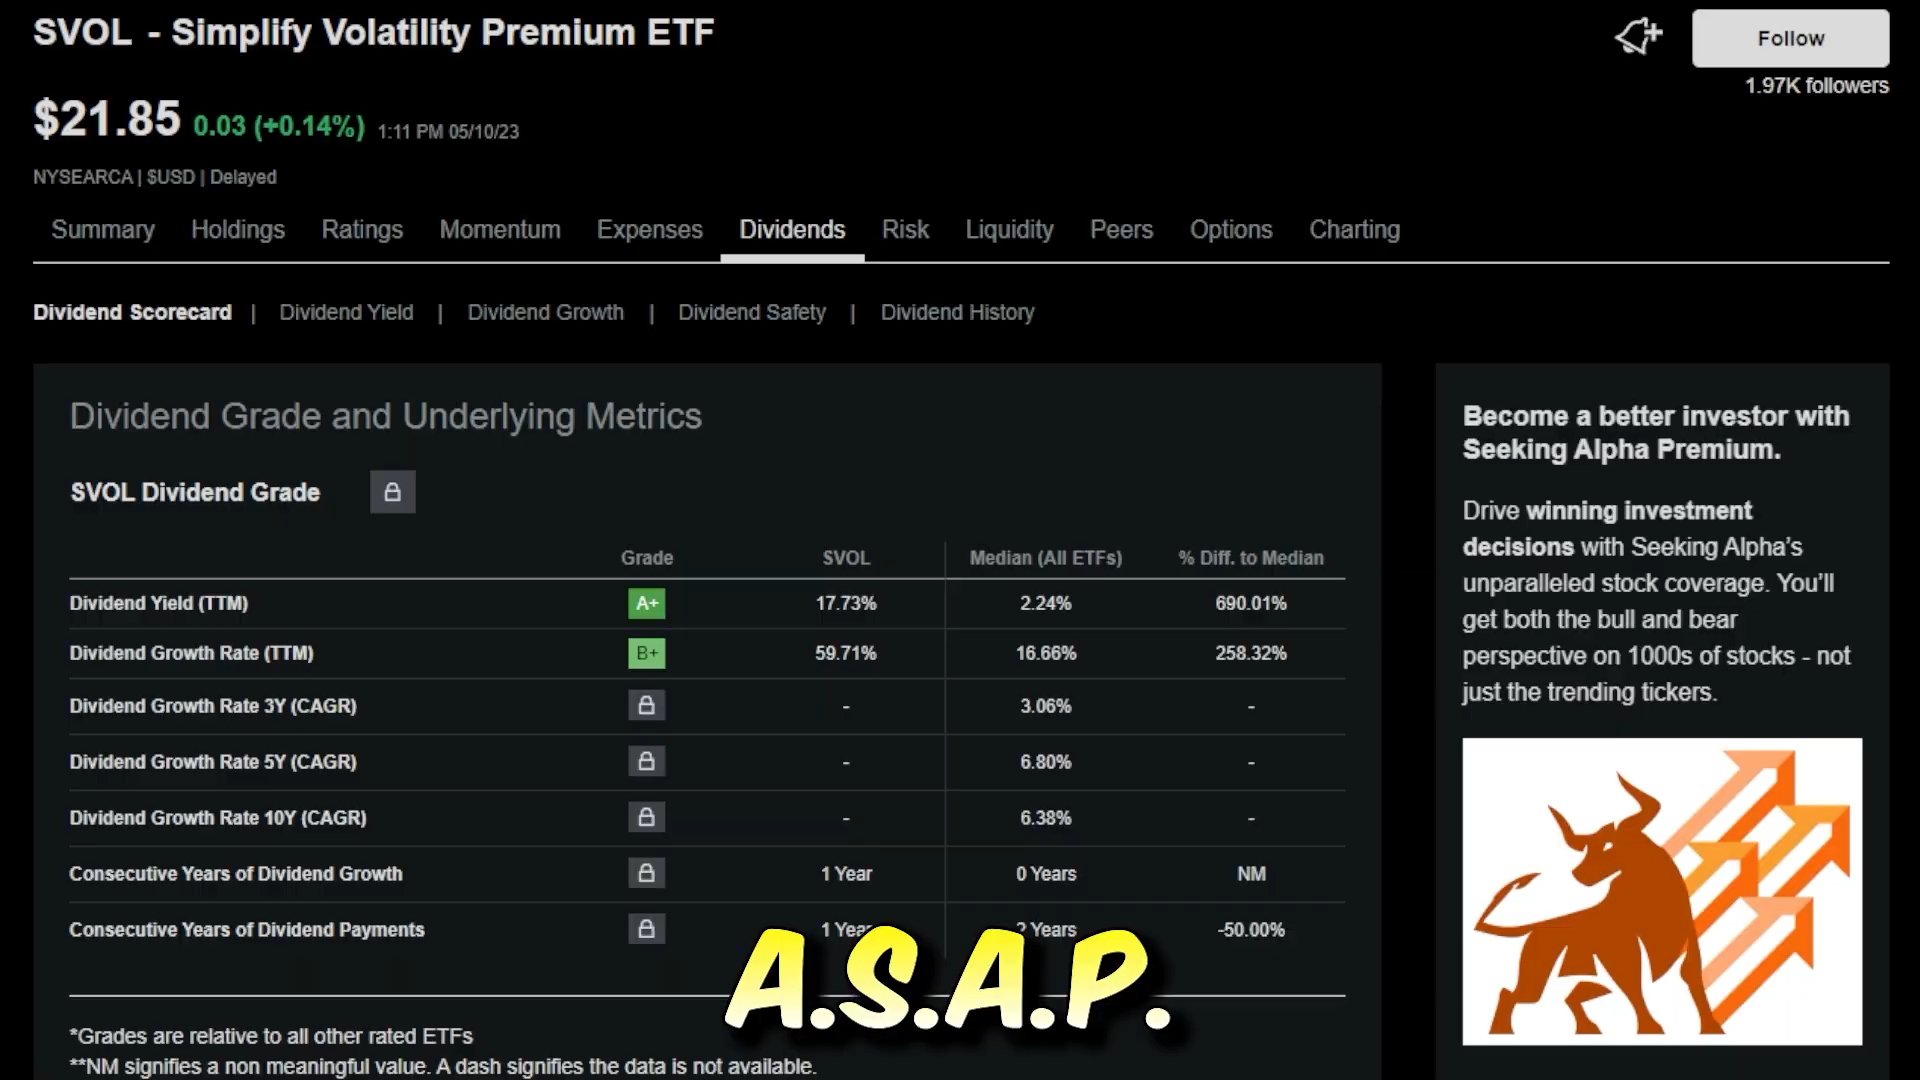 SVOL - Simplify Volatility Premium ETF
Follow
1.97K followers
$21.85 0.03 (+0.14%) 1:11 PM 05/10/23
NYSEARCA | $USD | Delayed
Summary Holdings Ratings Momentum Expenses Dividends Risk Liquidity Peers Options Charting
Dividend Scorecard | Dividend Yield | Dividend Growth | Dividend Safety | Dividend History
Dividend Grade and Underlying Metrics
SVOL Dividend Grade
Grade SVOL Median (All ETFs) % Diff. to Median
Dividend Yield (TTM) A+ 17.73% 2.24% 690.01%
Dividend Growth Rate (TTM) B+ 59.71% 16.66% 258.32%
Dividend Growth Rate 3Y (CAGR) - 3.06% -
Dividend Growth Rate 5Y (CAGR) - 6.80% -
Dividend Growth Rate 10Y (CAGR) - 6.38% -
Consecutive Years of Dividend Growth 1 Year 0 Years NM
Consecutive Years of Dividend Payments 1 Year 2 Years -50.00%
A.S.A.P.
*Grades are relative to all other rated ETFs
**NM signifies a non meaningful value. A dash signifies the data is not available.
Become a better investor with
Seeking Alpha Premium.
Drive winning investment
decisions with Seeking Alpha's
unparalleled stock coverage. You'll
get both the bull and bear
perspective on 1000s of stocks - not
just the trending tickers.